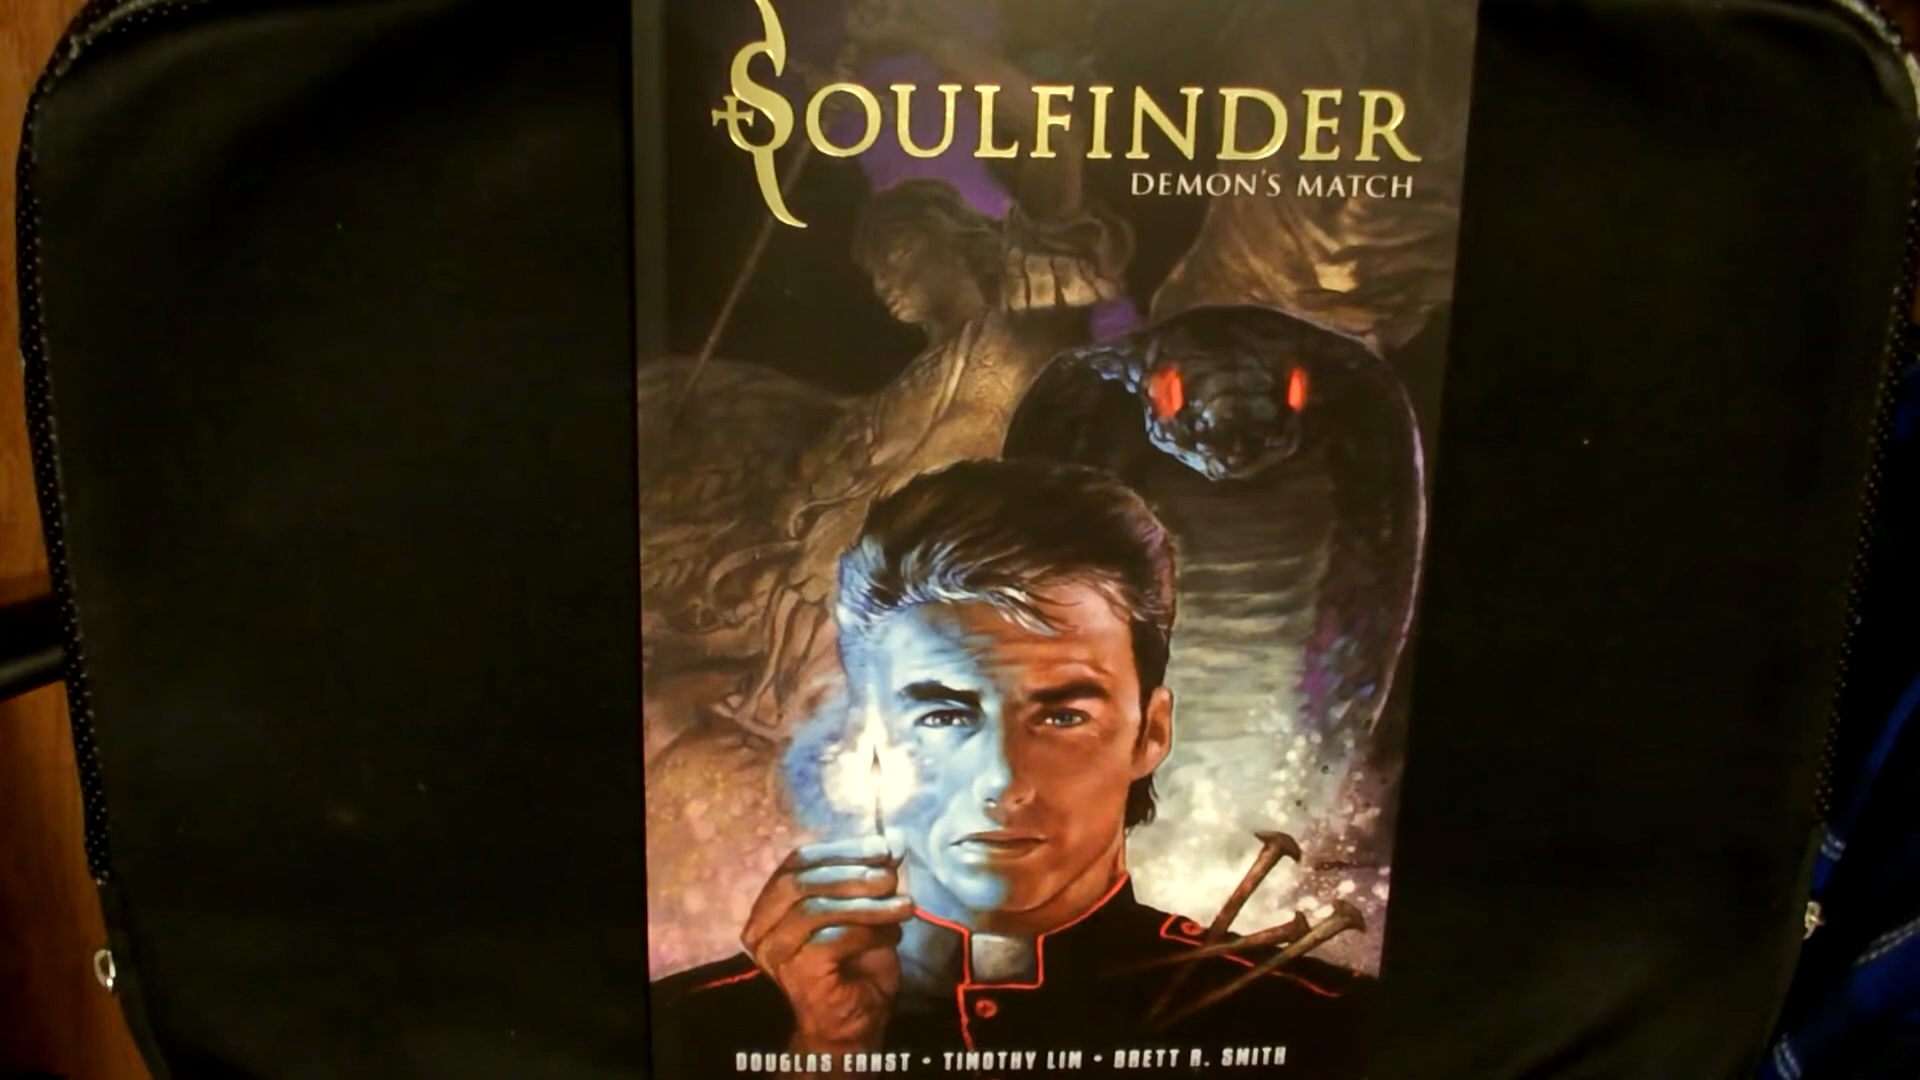 SOULFINDER
DEMON'S MATCH
DOUGLAS ERNST • TIMOTHY LIM • BRETT R. SMITH